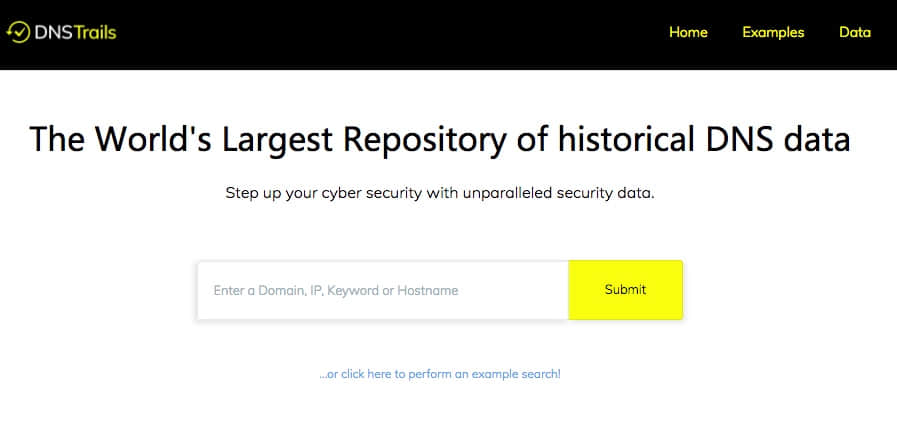 DNSTrails
Home Examples Data
The World's Largest Repository of historical DNS data
Step up your cyber security with unparalleled security data.
Enter a Domain, IP, Keyword or Hostname
Submit
...or click here to perform an example search!